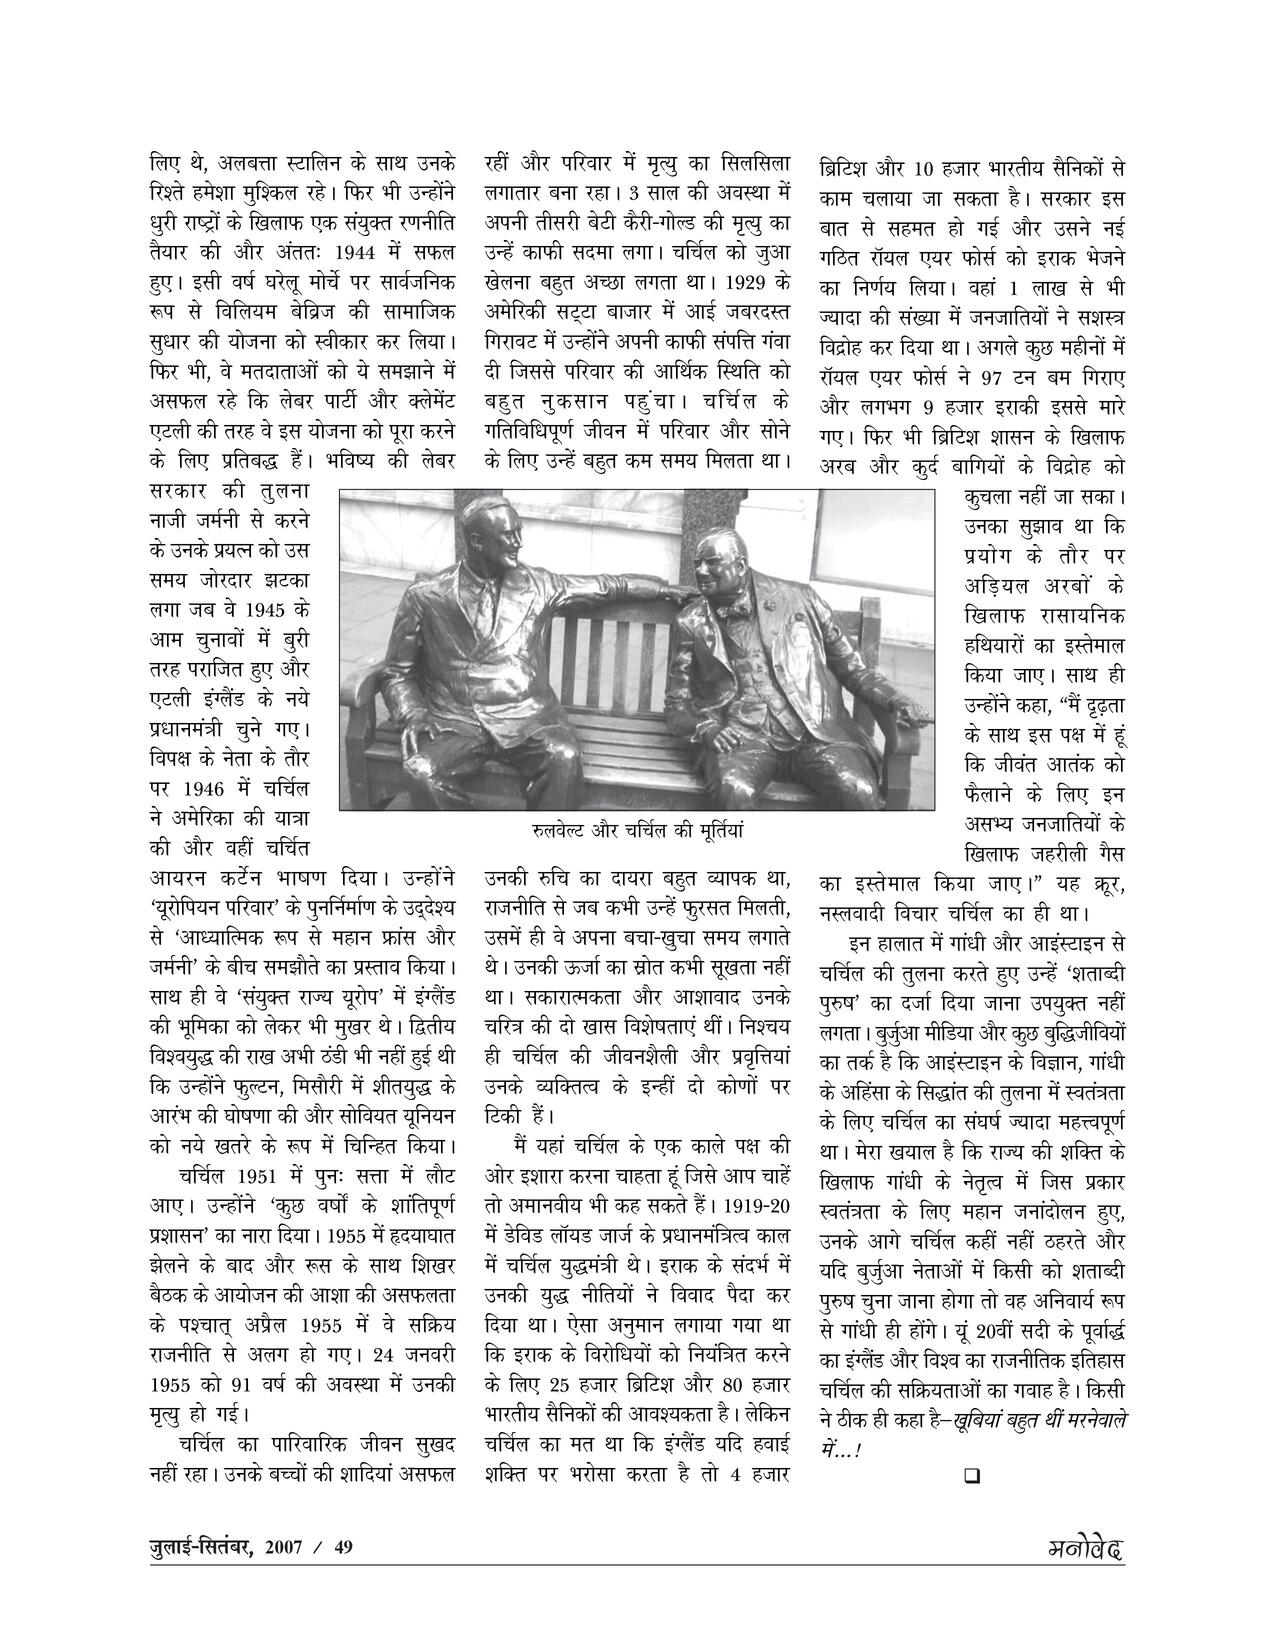 लिए थे, अलबत्ता स्टालिन के साथ उनके
रिश्ते हमेशा मुश्किल रहे। फिर भी उन्होंने
धुरी राष्ट्रों के खिलाफ एक संयुक्त रणनीति
तैयार की और अंततः 1944 में सफल
हुए। इसी वर्ष घरेलू मोर्चे पर सार्वजनिक
रूप से विलियम बेव्रिज की सामाजिक
सुधार की योजना को स्वीकार कर लिया।
फिर भी, वे मतदाताओं को ये समझाने में
असफल रहे कि लेबर पार्टी और क्लेमेंट
एटली की तरह वे इस योजना को पूरा करने
के लिए प्रतिबद्ध हैं। भविष्य की लेबर
सरकार की तुलना
नाजी जर्मनी से करने
के उनके प्रयत्न को उस
समय जोरदार झटका
लगा जब वे 1945 के
आम चुनावों में बुरी
तरह पराजित हुए और
एटली इंग्लैंड के नये
प्रधानमंत्री चुने गए।
विपक्ष के नेता के तौर
पर 1946 में चर्चिल
ने अमेरिका की यात्रा
की और वहीं चर्चित
आयरन कर्टेन भाषण दिया। उन्होंने
‘यूरोपियन परिवार’ के पुनर्निर्माण के उद्‌देश्य
से ‘आध्यात्मिक रूप से महान फ्रांस और
जर्मनी’ के बीच समझौते का प्रस्ताव किया।
साथ ही वे ‘संयुक्त राज्य यूरोप’ में इंग्लैंड
की भूमिका को लेकर भी मुखर थे। द्वितीय
विश्वयुद्ध की राख अभी ठंडी भी नहीं हुई थी
कि उन्होंने फुल्टन, मिसौरी में शीतयुद्ध के
आरंभ की घोषणा की और सोवियत यूनियन
को नये खतरे के रूप में चिन्हित किया।
चर्चिल 1951 में पुनः सत्ता में लौट
आए। उन्होंने ‘कुछ वर्षों के शांतिपूर्ण
प्रशासन’ का नारा दिया। 1955 में हृदयाघात
झेलने के बाद और रूस के साथ शिखर
बैठक के आयोजन की आशा की असफलता
के पश्चात् अप्रैल 1955 में वे सक्रिय
राजनीति से अलग हो गए। 24 जनवरी
1955 को 91 वर्ष की अवस्था में उनकी
मृत्यु हो गई।
चर्चिल का पारिवारिक जीवन सुखद
नहीं रहा। उनके बच्चों की शादियां असफल
रहीं और परिवार में मृत्यु का सिलसिला
लगातार बना रहा। 3 साल की अवस्था में
अपनी तीसरी बेटी कैरी-गोल्ड की मृत्यु का
उन्हें काफी सदमा लगा। चर्चिल को जुआ
खेलना बहुत अच्छा लगता था। 1929 के
अमेरिकी सट्‌टा बाजार में आई जबरदस्त
गिरावट में उन्होंने अपनी काफी संपत्ति गंवा
दी जिससे परिवार की आर्थिक स्थिति को
बहुत नुकसान पहुंचा। चर्चिल के
गतिविधिपूर्ण जीवन में परिवार और सोने
के लिए उन्हें बहुत कम समय मिलता था।
रुलवेल्ट और चर्चिल की मूर्तियां
उनकी रुचि का दायरा बहुत व्यापक था,
राजनीति से जब कभी उन्हें फुरसत मिलती,
उसमें ही वे अपना बचा-खुचा समय लगाते
थे। उनकी ऊर्जा का स्रोत कभी सूखता नहीं
था। सकारात्मकता और आशावाद उनके
चरित्र की दो खास विशेषताएं थीं। निश्चय
ही चर्चिल की जीवनशैली और प्रवृत्तियां
उनके व्यक्तित्व के इन्हीं दो कोणों पर
टिकी हैं।
मैं यहां चर्चिल के एक काले पक्ष की
ओर इशारा करना चाहता हूं जिसे आप चाहें
तो अमानवीय भी कह सकते हैं। 1919-20
में डेविड लॉयड जार्ज के प्रधानमंत्रित्व काल
में चर्चिल युद्धमंत्री थे। इराक के संदर्भ में
उनकी युद्ध नीतियों ने विवाद पैदा कर
दिया था। ऐसा अनुमान लगाया गया था
कि इराक के विरोधियों को नियंत्रित करने
के लिए 25 हजार ब्रिटिश और 80 हजार
भारतीय सैनिकों की आवश्यकता है। लेकिन
चर्चिल का मत था कि इंग्लैंड यदि हवाई
शक्ति पर भरोसा करता है तो 4 हजार
ब्रिटिश और 10 हजार भारतीय सैनिकों से
काम चलाया जा सकता है। सरकार इस
बात से सहमत हो गई और उसने नई
गठित रॉयल एयर फोर्स को इराक भेजने
का निर्णय लिया। वहां 1 लाख से भी
ज्यादा की संख्या में जनजातियों ने सशस्त्र
विद्रोह कर दिया था। अगले कुछ महीनों में
रॉयल एयर फोर्स ने 97 टन बम गिराए
और लगभग 9 हजार इराकी इससे मारे
गए। फिर भी ब्रिटिश शासन के खिलाफ
अरब और कुर्द बागियों के विद्रोह को
कुचला नहीं जा सका।
उनका सुझाव था कि
प्रयोग के तौर पर
अड़ियल अरबों के
खिलाफ रासायनिक
हथियारों का इस्तेमाल
किया जाए। साथ ही
उन्होंने कहा, “मैं दृढ़ता
के साथ इस पक्ष में हूं
कि जीवंत आतंक को
फैलाने के लिए इन
असभ्य जनजातियों के
खिलाफ जहरीली गैस
का इस्तेमाल किया जाए।” यह क्रूर,
नस्लवादी विचार चर्चिल का ही था।
इन हालात में गांधी और आइंस्टाइन से
चर्चिल की तुलना करते हुए उन्हें ‘शताब्दी
पुरुष’ का दर्जा दिया जाना उपयुक्त नहीं
लगता। बुर्जुआ मीडिया और कुछ बुद्धिजीवियों
का तर्क है कि आइंस्टाइन के विज्ञान, गांधी
के अहिंसा के सिद्धांत की तुलना में स्वतंत्रता
के लिए चर्चिल का संघर्ष ज्यादा महत्त्वपूर्ण
था। मेरा खयाल है कि राज्य की शक्ति के
खिलाफ गांधी के नेतृत्व में जिस प्रकार
स्वतंत्रता के लिए महान जनांदोलन हुए,
उनके आगे चर्चिल कहीं नहीं ठहरते और
यदि बुर्जुआ नेताओं में किसी को शताब्दी
पुरुष चुना जाना होगा तो वह अनिवार्य रूप
से गांधी ही होंगे। यूं 20वीं सदी के पूर्वार्द्ध
का इंग्लैंड और विश्व का राजनीतिक इतिहास
चर्चिल की सक्रियताओं का गवाह है। किसी
ने ठीक ही कहा है–खूबियां बहुत थीं मरनेवाले
में...!
❑
जुलाई-सितंबर, 2007 / 49
मनोवेद